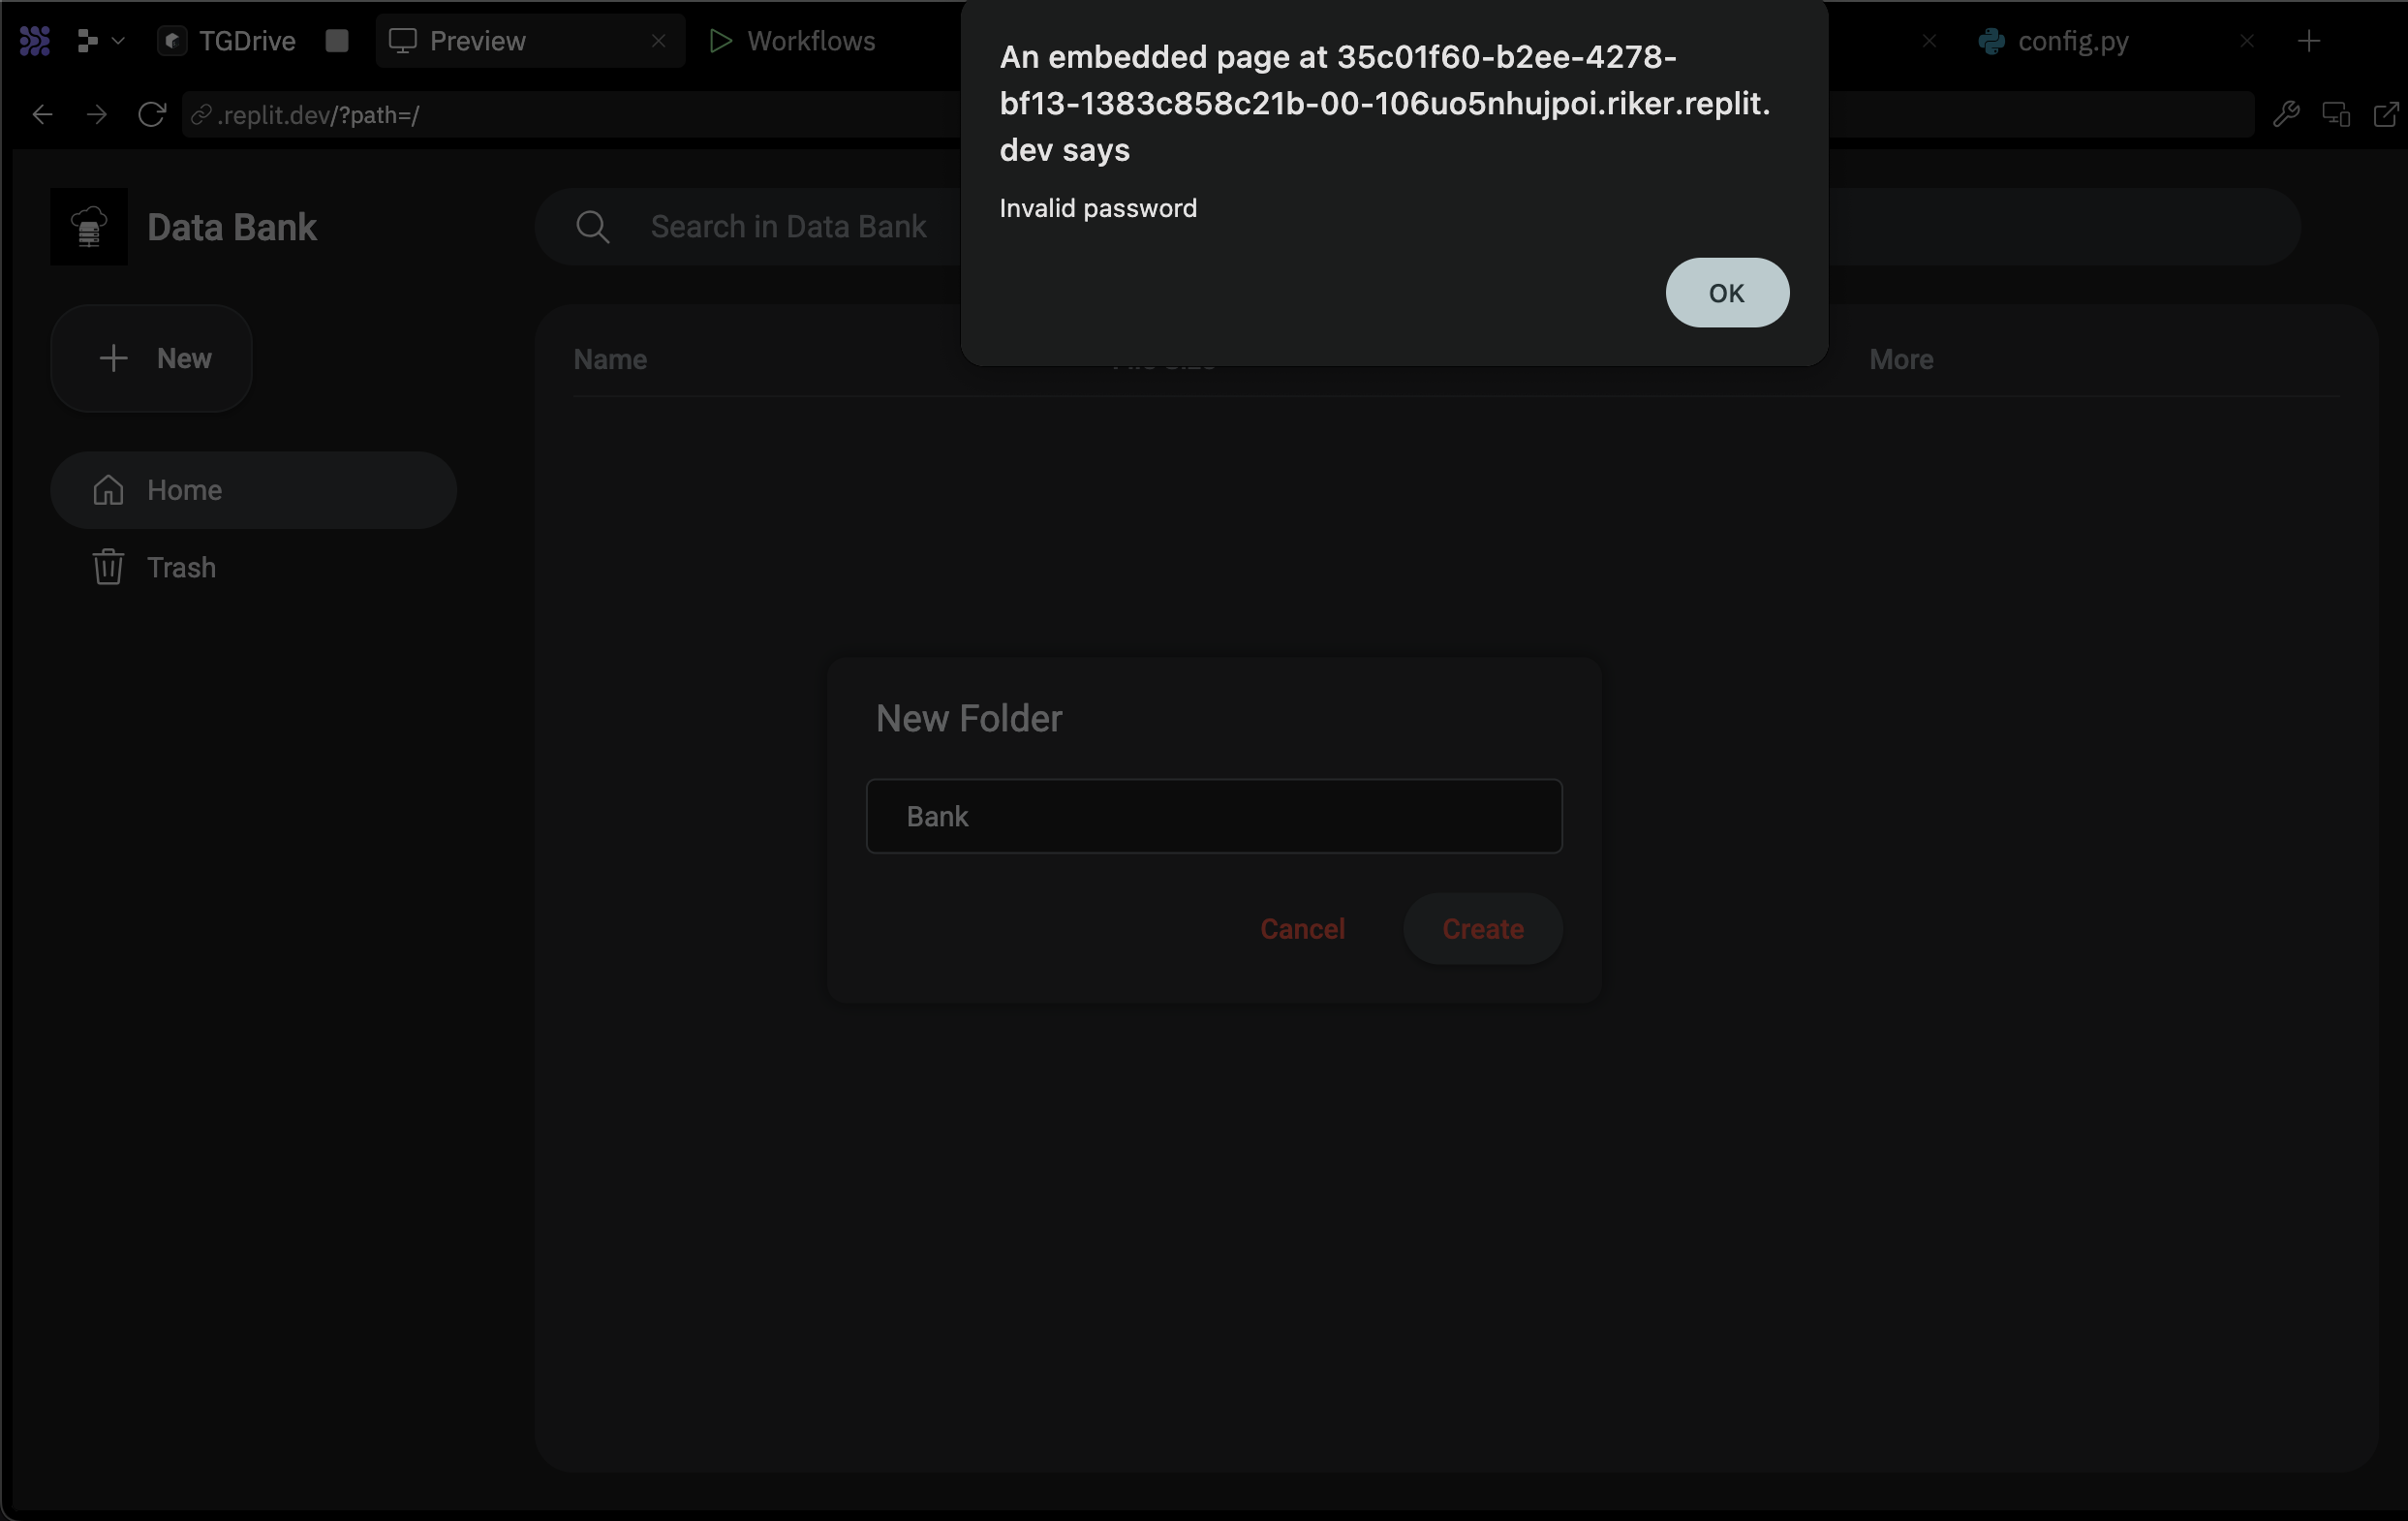 TGDrive
Preview
Workflows
config.py
.replit.dev/?path=/
An embedded page at 35c01f60-b2ee-4278-
bf13-1383c858c21b-00-106uo5nhujpoi.riker.replit.
dev says
Invalid password
OK
Data Bank
Search in Data Bank
New
Name
More
Home
Trash
New Folder
Bank
Cancel
Create